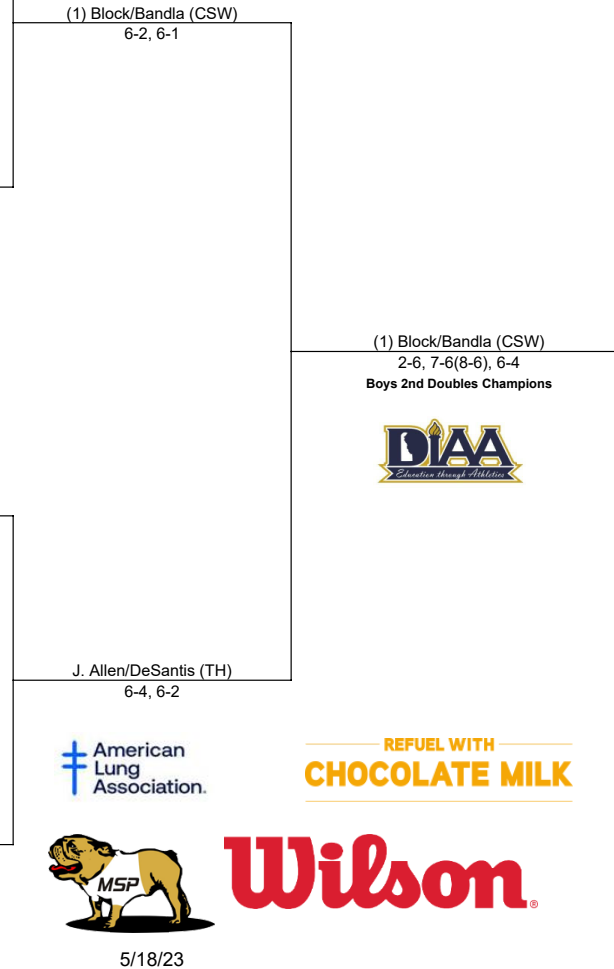 (1) Block/Bandla (CSW)
6-2, 6-1
(1) Block/Bandla (CSW)
2-6, 7-6(8-6), 6-4
Boys 2nd Doubles Champions
DIAA
Education through Athletics
J. Allen/DeSantis (TH)
6-4, 6-2
American
Lung
Association.
REFUEL WITH
CHOCOLATE MILK
MSP
Wilson®
5/18/23